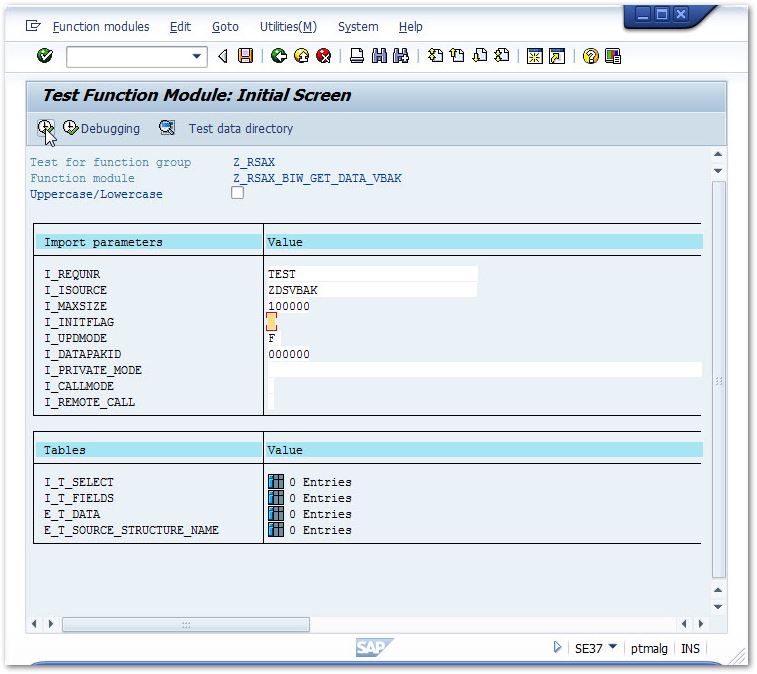 Function modules Edit Goto Utilities(M) System Help
Test Function Module: Initial Screen
Debugging Test data directory
Test for function group Z_RSAX
Function module Z_RSAX_BIW_GET_DATA_VBAK
Uppercase/Lowercase
Import parameters Value
I_REQUNR TEST
I_ISOURCE ZDSVBAK
I_MAXSIZE 100000
I_INITFLAG
I_UPDMODE F
I_DATAPAKID 000000
I_PRIVATE_MODE
I_CALLMODE
I_REMOTE_CALL
Tables Value
I_T_SELECT 0 Entries
I_T_FIELDS 0 Entries
E_T_DATA 0 Entries
E_T_SOURCE_STRUCTURE_NAME 0 Entries
SAP SE37 ptmalg INS